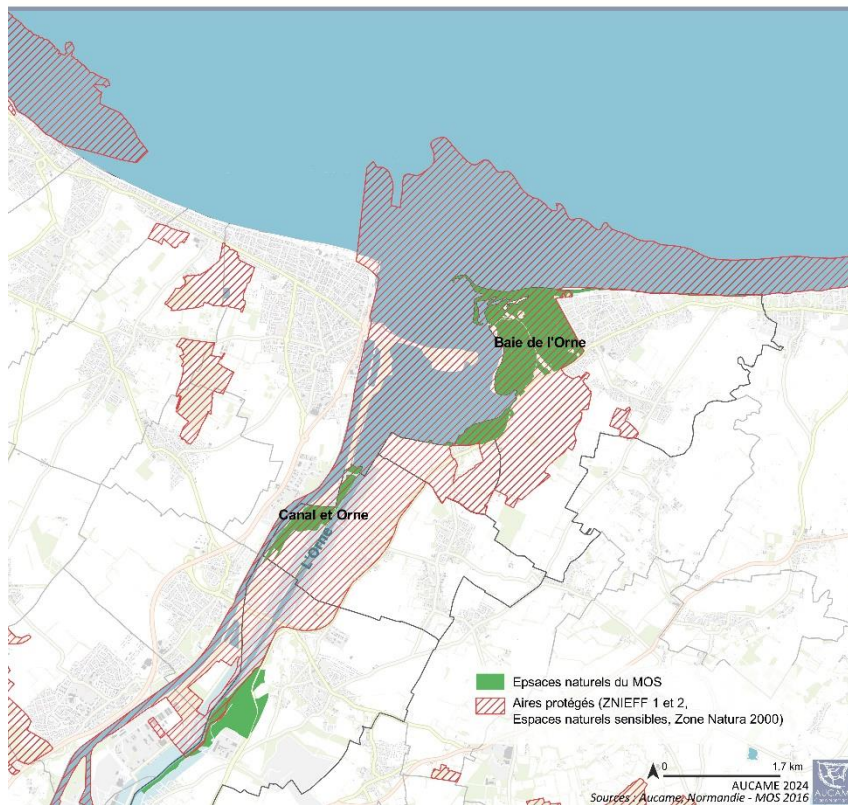 Baie de l'Orne
Canal et Orne
L'Orne
Epsaces naturels du MOS
Aires protégés (ZNIEFF 1 et 2,
Espaces naturels sensibles, Zone Natura 2000)
0 1.7 km
AUCAME 2024
Sources : Aucame, Normandie - MOS 2016
AUCAME